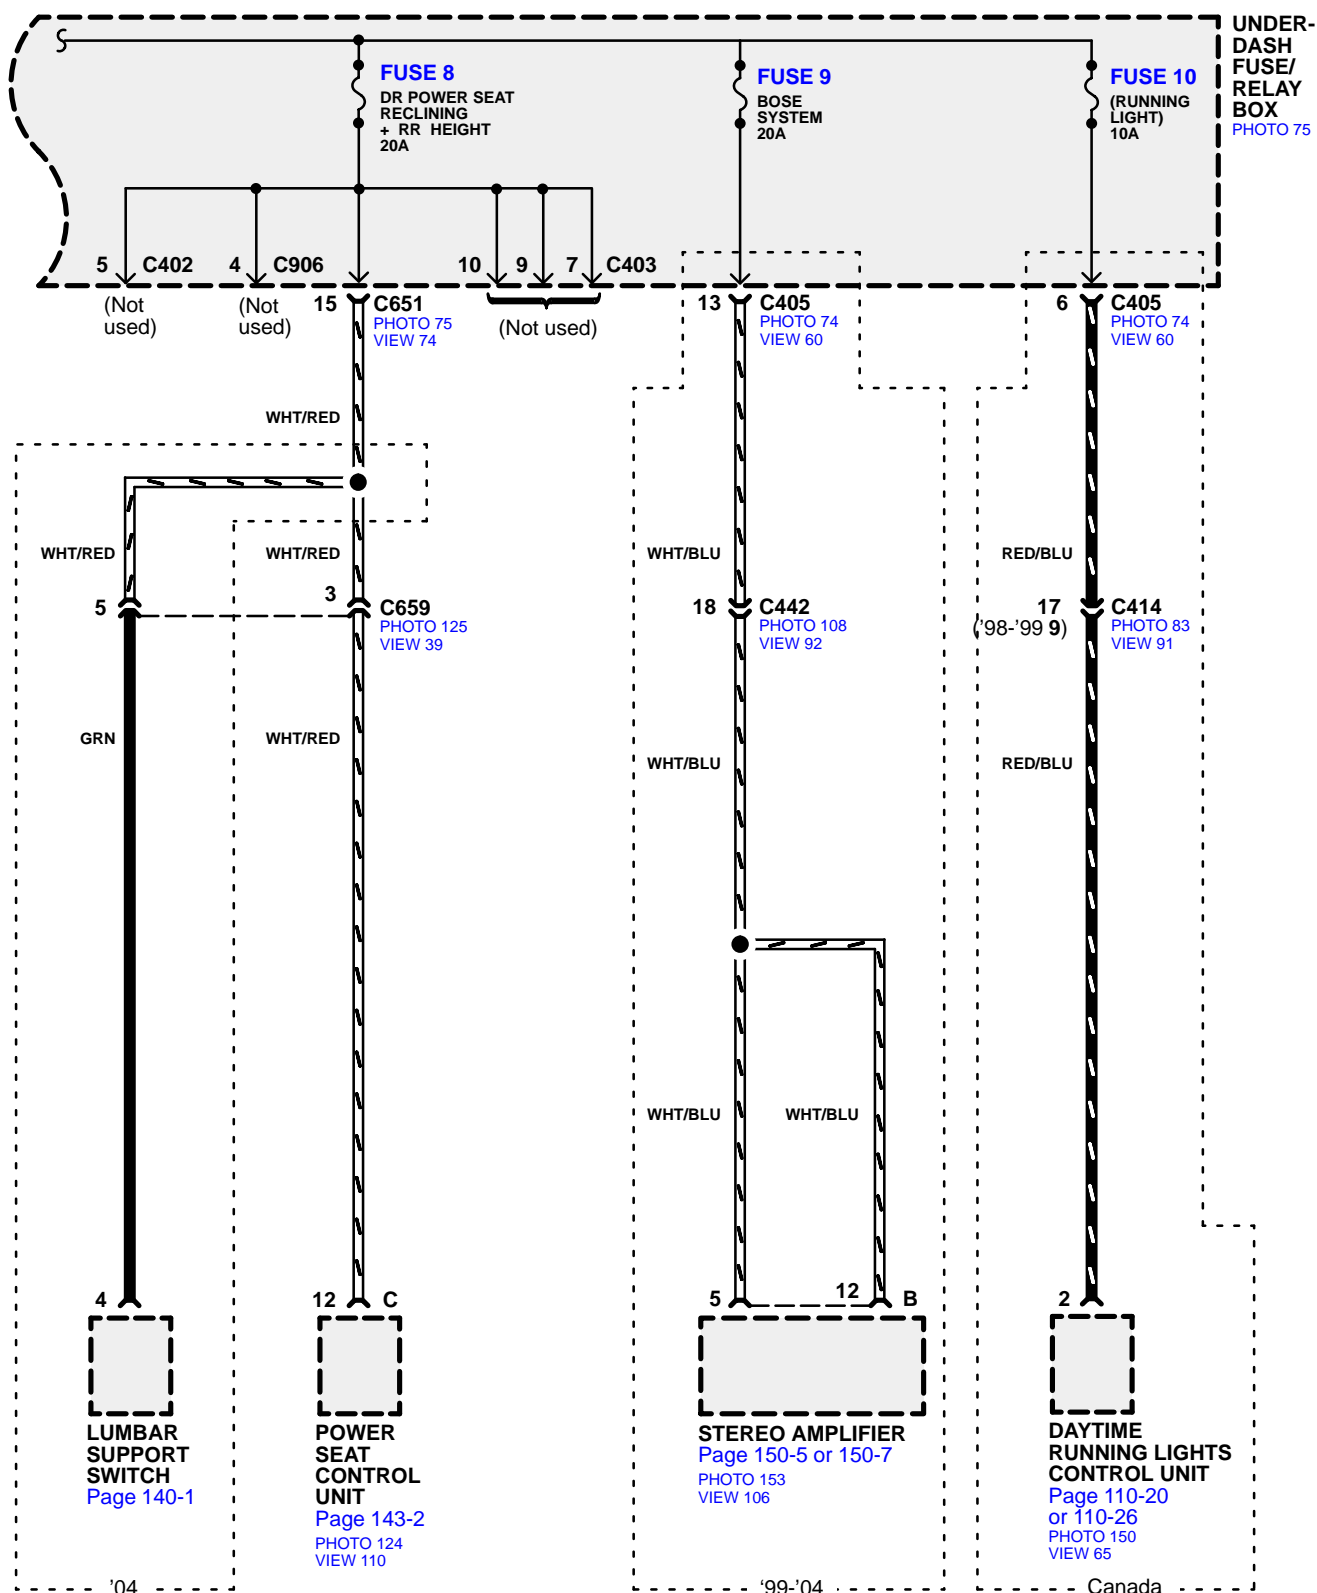 UNDER-
DASH
FUSE/
RELAY
BOX
PHOTO 75
FUSE 8
DR POWER SEAT
RECLINING
+ RR HEIGHT
20A
FUSE 9
BOSE
SYSTEM
20A
FUSE 10
(RUNNING
LIGHT)
10A
5 C402
(Not
used)
4 C906
(Not
used)
15 C651
PHOTO 75
VIEW 74
10 9 7 C403
(Not used)
13 C405
PHOTO 74
VIEW 60
6 C405
PHOTO 74
VIEW 60
WHT/RED
WHT/RED
WHT/RED
WHT/BLU
RED/BLU
5
3 C659
PHOTO 125
VIEW 39
18 C442
PHOTO 108
VIEW 92
17 C414
('98-'99 9)
PHOTO 83
VIEW 91
GRN
WHT/RED
WHT/BLU
RED/BLU
WHT/BLU
WHT/BLU
4
12 C
5
12 B
2
LUMBAR
SUPPORT
SWITCH
Page 140-1
POWER
SEAT
CONTROL
UNIT
Page 143-2
PHOTO 124
VIEW 110
STEREO AMPLIFIER
Page 150-5 or 150-7
PHOTO 153
VIEW 106
DAYTIME
RUNNING LIGHTS
CONTROL UNIT
Page 110-20
or 110-26
PHOTO 150
VIEW 65
'04
'99-'04
Canada